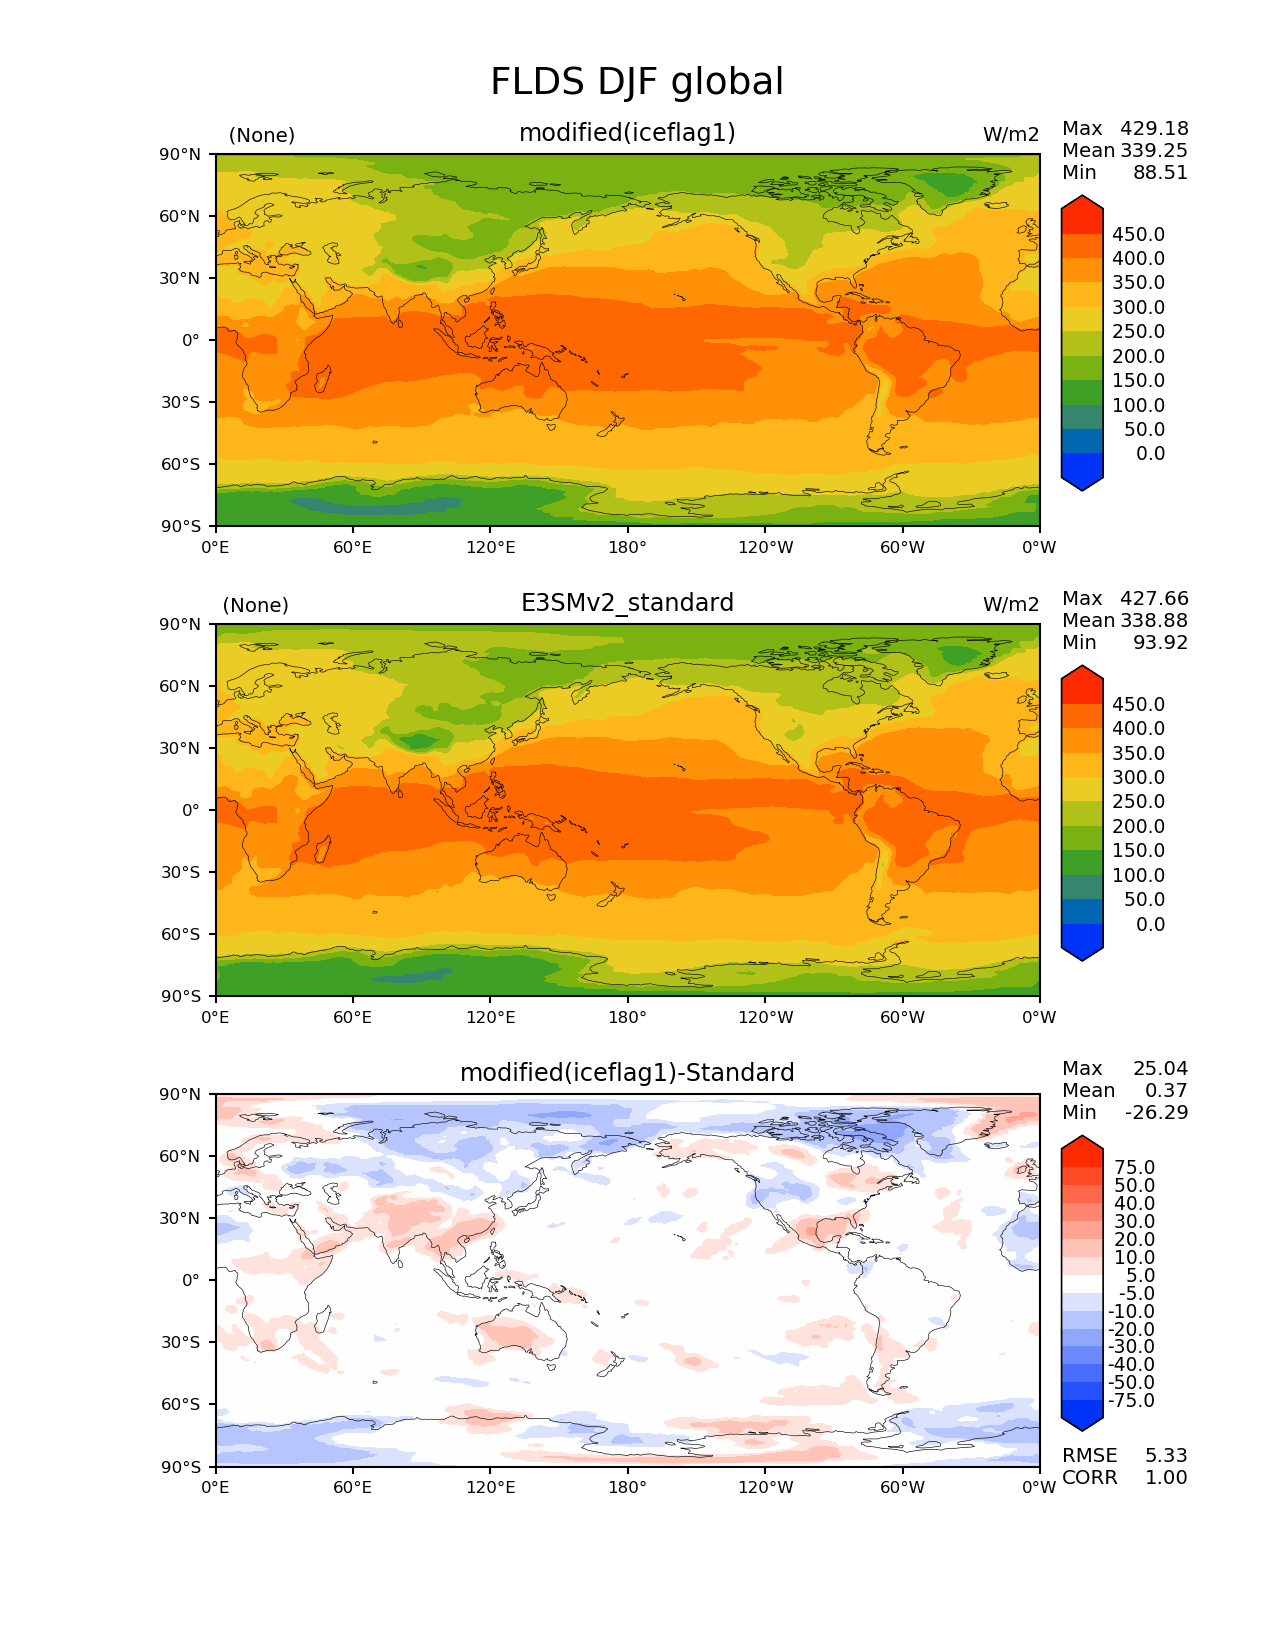 FLDS DJF global
(None) modified(iceflag1) W/m2
Max 429.18
Mean 339.25
Min 88.51
90°N
60°N
30°N
0°
30°S
60°S
90°S
0°E 60°E 120°E 180° 120°W 60°W 0°W
450.0
400.0
350.0
300.0
250.0
200.0
150.0
100.0
50.0
0.0
(None) E3SMv2_standard W/m2
Max 427.66
Mean 338.88
Min 93.92
90°N
60°N
30°N
0°
30°S
60°S
90°S
0°E 60°E 120°E 180° 120°W 60°W 0°W
450.0
400.0
350.0
300.0
250.0
200.0
150.0
100.0
50.0
0.0
modified(iceflag1)-Standard
Max 25.04
Mean 0.37
Min -26.29
90°N
60°N
30°N
0°
30°S
60°S
90°S
0°E 60°E 120°E 180° 120°W 60°W 0°W
75.0
50.0
40.0
30.0
20.0
10.0
5.0
-5.0
-10.0
-20.0
-30.0
-40.0
-50.0
-75.0
RMSE 5.33
CORR 1.00